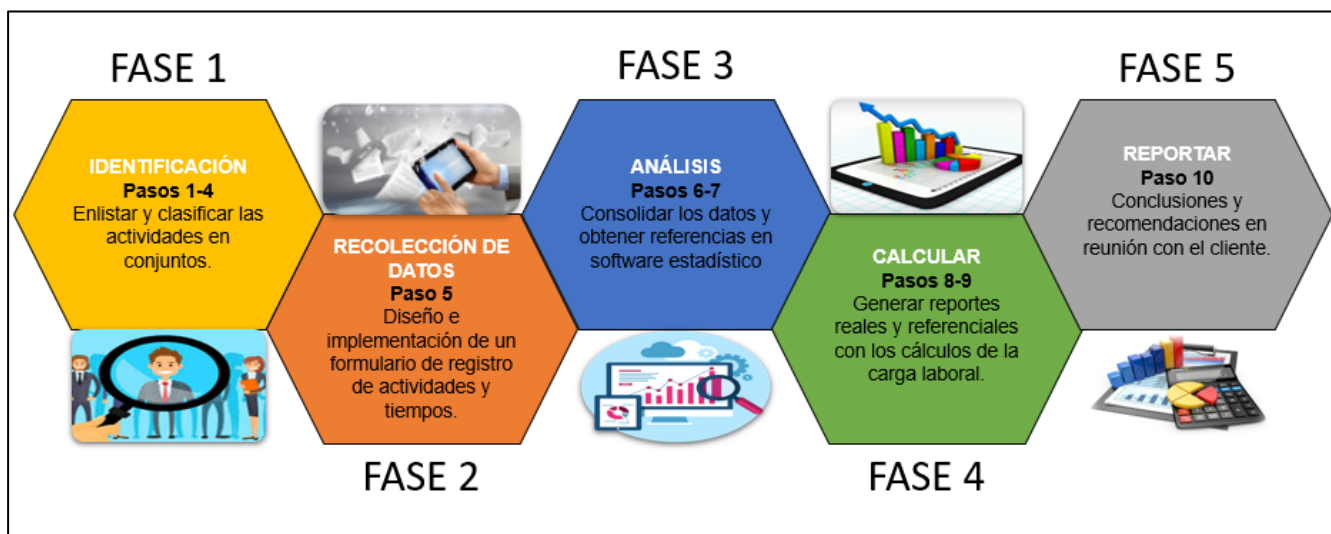 FASE 1
IDENTIFICACIÓN
Pasos 1-4
Enlistar y clasificar las
actividades en
conjuntos.
RECOLECCIÓN DE
DATOS
Paso 5
Diseño e
implementación de un
formulario de registro
de actividades y
tiempos.
FASE 2
FASE 3
ANÁLISIS
Pasos 6-7
Consolidar los datos y
obtener referencias en
software estadístico
CALCULAR
Pasos 8-9
Generar reportes
reales y referenciales
con los cálculos de la
carga laboral.
FASE 4
FASE 5
REPORTAR
Paso 10
Conclusiones y
recomendaciones en
reunión con el cliente.